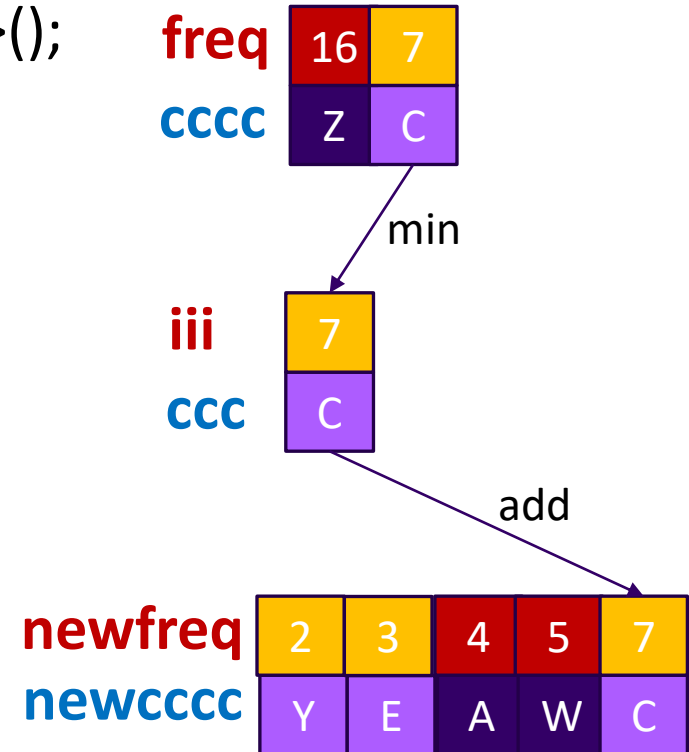 >();
freq 16 7
cccc Z C
min
iii 7
ccc C
add
newfreq 2 3 4 5 7
newcccc Y E A W C